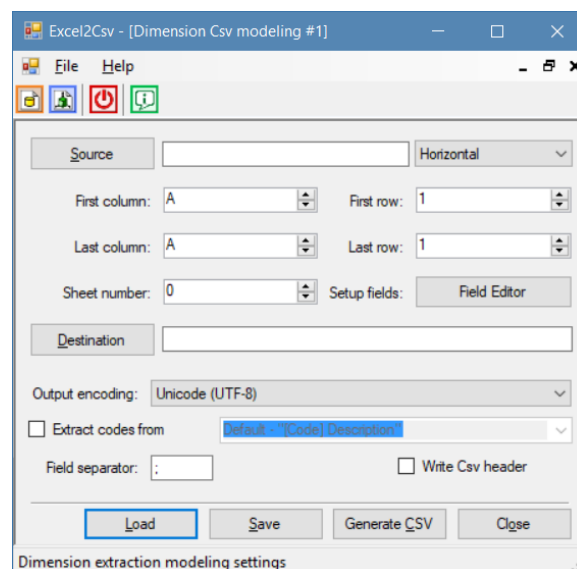 Excel2Csv - [Dimension Csv modeling #1]
File Help
Source Horizontal
First column: A First row: 1
Last column: A Last row: 1
Sheet number: 0 Setup fields: Field Editor
Destination
Output encoding: Unicode (UTF-8)
Extract codes from Default - "[Code] Description"
Field separator: ; Write Csv header
Load Save Generate CSV Close
Dimension extraction modeling settings